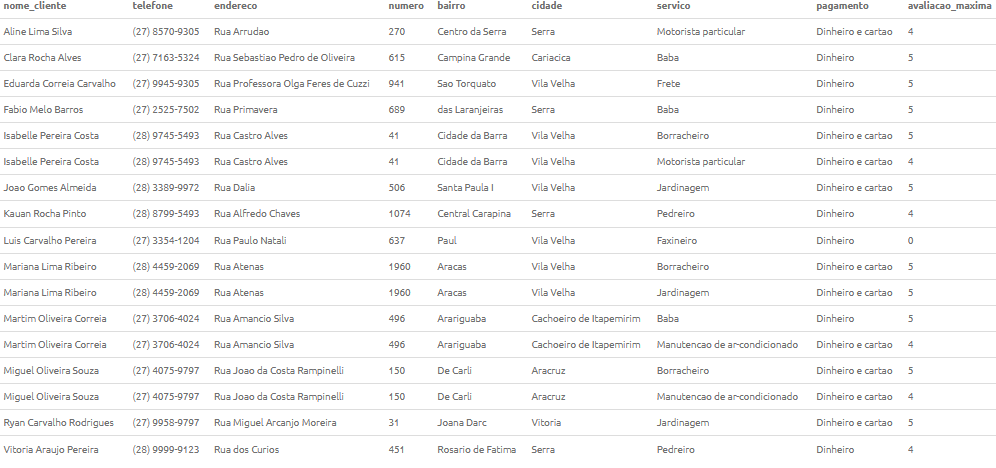 nome_cliente telefone endereco numero bairro cidade servico pagamento avaliacao_maxima
Aline Lima Silva (27) 8570-9305 Rua Arrudao 270 Centro da Serra Serra Motorista particular Dinheiro e cartao 4
Clara Rocha Alves (27) 7163-5324 Rua Sebastiao Pedro de Oliveira 615 Campina Grande Cariacica Baba Dinheiro 5
Eduarda Correia Carvalho (27) 9945-9305 Rua Professora Olga Feres de Cuzzi 941 Sao Torquato Vila Velha Frete Dinheiro 5
Fabio Melo Barros (27) 2525-7502 Rua Primavera 689 das Laranjeiras Serra Baba Dinheiro 5
Isabelle Pereira Costa (28) 9745-5493 Rua Castro Alves 41 Cidade da Barra Vila Velha Borracheiro Dinheiro e cartao 5
Isabelle Pereira Costa (28) 9745-5493 Rua Castro Alves 41 Cidade da Barra Vila Velha Motorista particular Dinheiro e cartao 4
Joao Gomes Almeida (28) 3389-9972 Rua Dalia 506 Santa Paula I Vila Velha Jardinagem Dinheiro e cartao 5
Kauan Rocha Pinto (28) 8799-5493 Rua Alfredo Chaves 1074 Central Carapina Serra Pedreiro Dinheiro 4
Luis Carvalho Pereira (27) 3354-1204 Rua Paulo Natali 637 Paul Vila Velha Faxineiro Dinheiro 0
Mariana Lima Ribeiro (28) 4459-2069 Rua Atenas 1960 Aracas Vila Velha Borracheiro Dinheiro e cartao 5
Mariana Lima Ribeiro (28) 4459-2069 Rua Atenas 1960 Aracas Vila Velha Jardinagem Dinheiro e cartao 5
Martim Oliveira Correia (27) 3706-4024 Rua Amancio Silva 496 Arariguaba Cachoeiro de Itapemirim Baba Dinheiro 5
Martim Oliveira Correia (27) 3706-4024 Rua Amancio Silva 496 Arariguaba Cachoeiro de Itapemirim Manutencao de ar-condicionado Dinheiro e cartao 4
Miguel Oliveira Souza (27) 4075-9797 Rua Joao da Costa Rampinelli 150 De Carli Aracruz Borracheiro Dinheiro e cartao 5
Miguel Oliveira Souza (27) 4075-9797 Rua Joao da Costa Rampinelli 150 De Carli Aracruz Manutencao de ar-condicionado Dinheiro e cartao 4
Ryan Carvalho Rodrigues (27) 9958-9797 Rua Miguel Arcanjo Moreira 31 Joana Darc Vitoria Jardinagem Dinheiro e cartao 5
Vitoria Araujo Pereira (28) 9999-9123 Rua dos Curios 451 Rosario de Fatima Serra Pedreiro Dinheiro 4